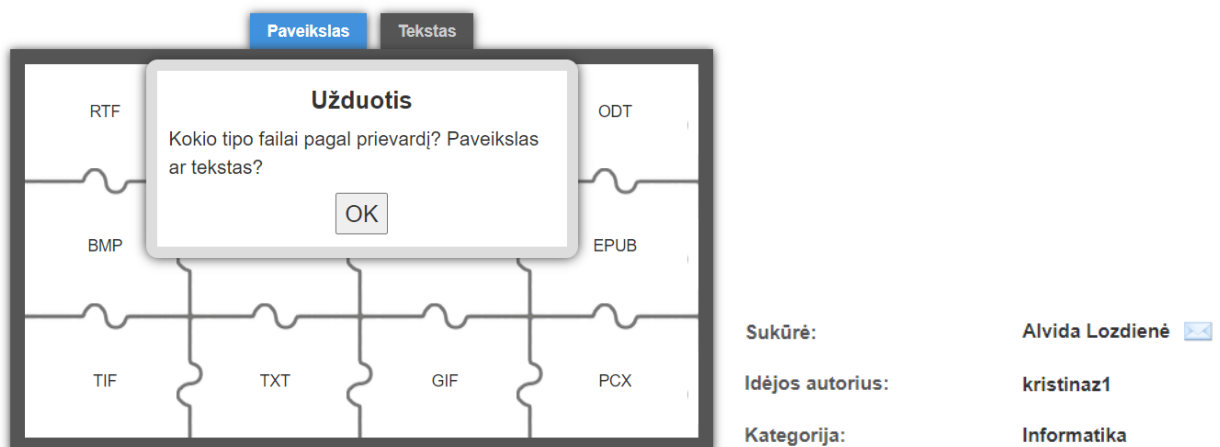 Paveikslas Tekstas
Užduotis
Kokio tipo failai pagal prievardį? Paveikslas
ar tekstas?
OK
RTF ODT
BMP EPUB
TIF TXT GIF PCX
Sukūrė: Alvida Lozdienė
Idėjos autorius: kristinaz1
Kategorija: Informatika